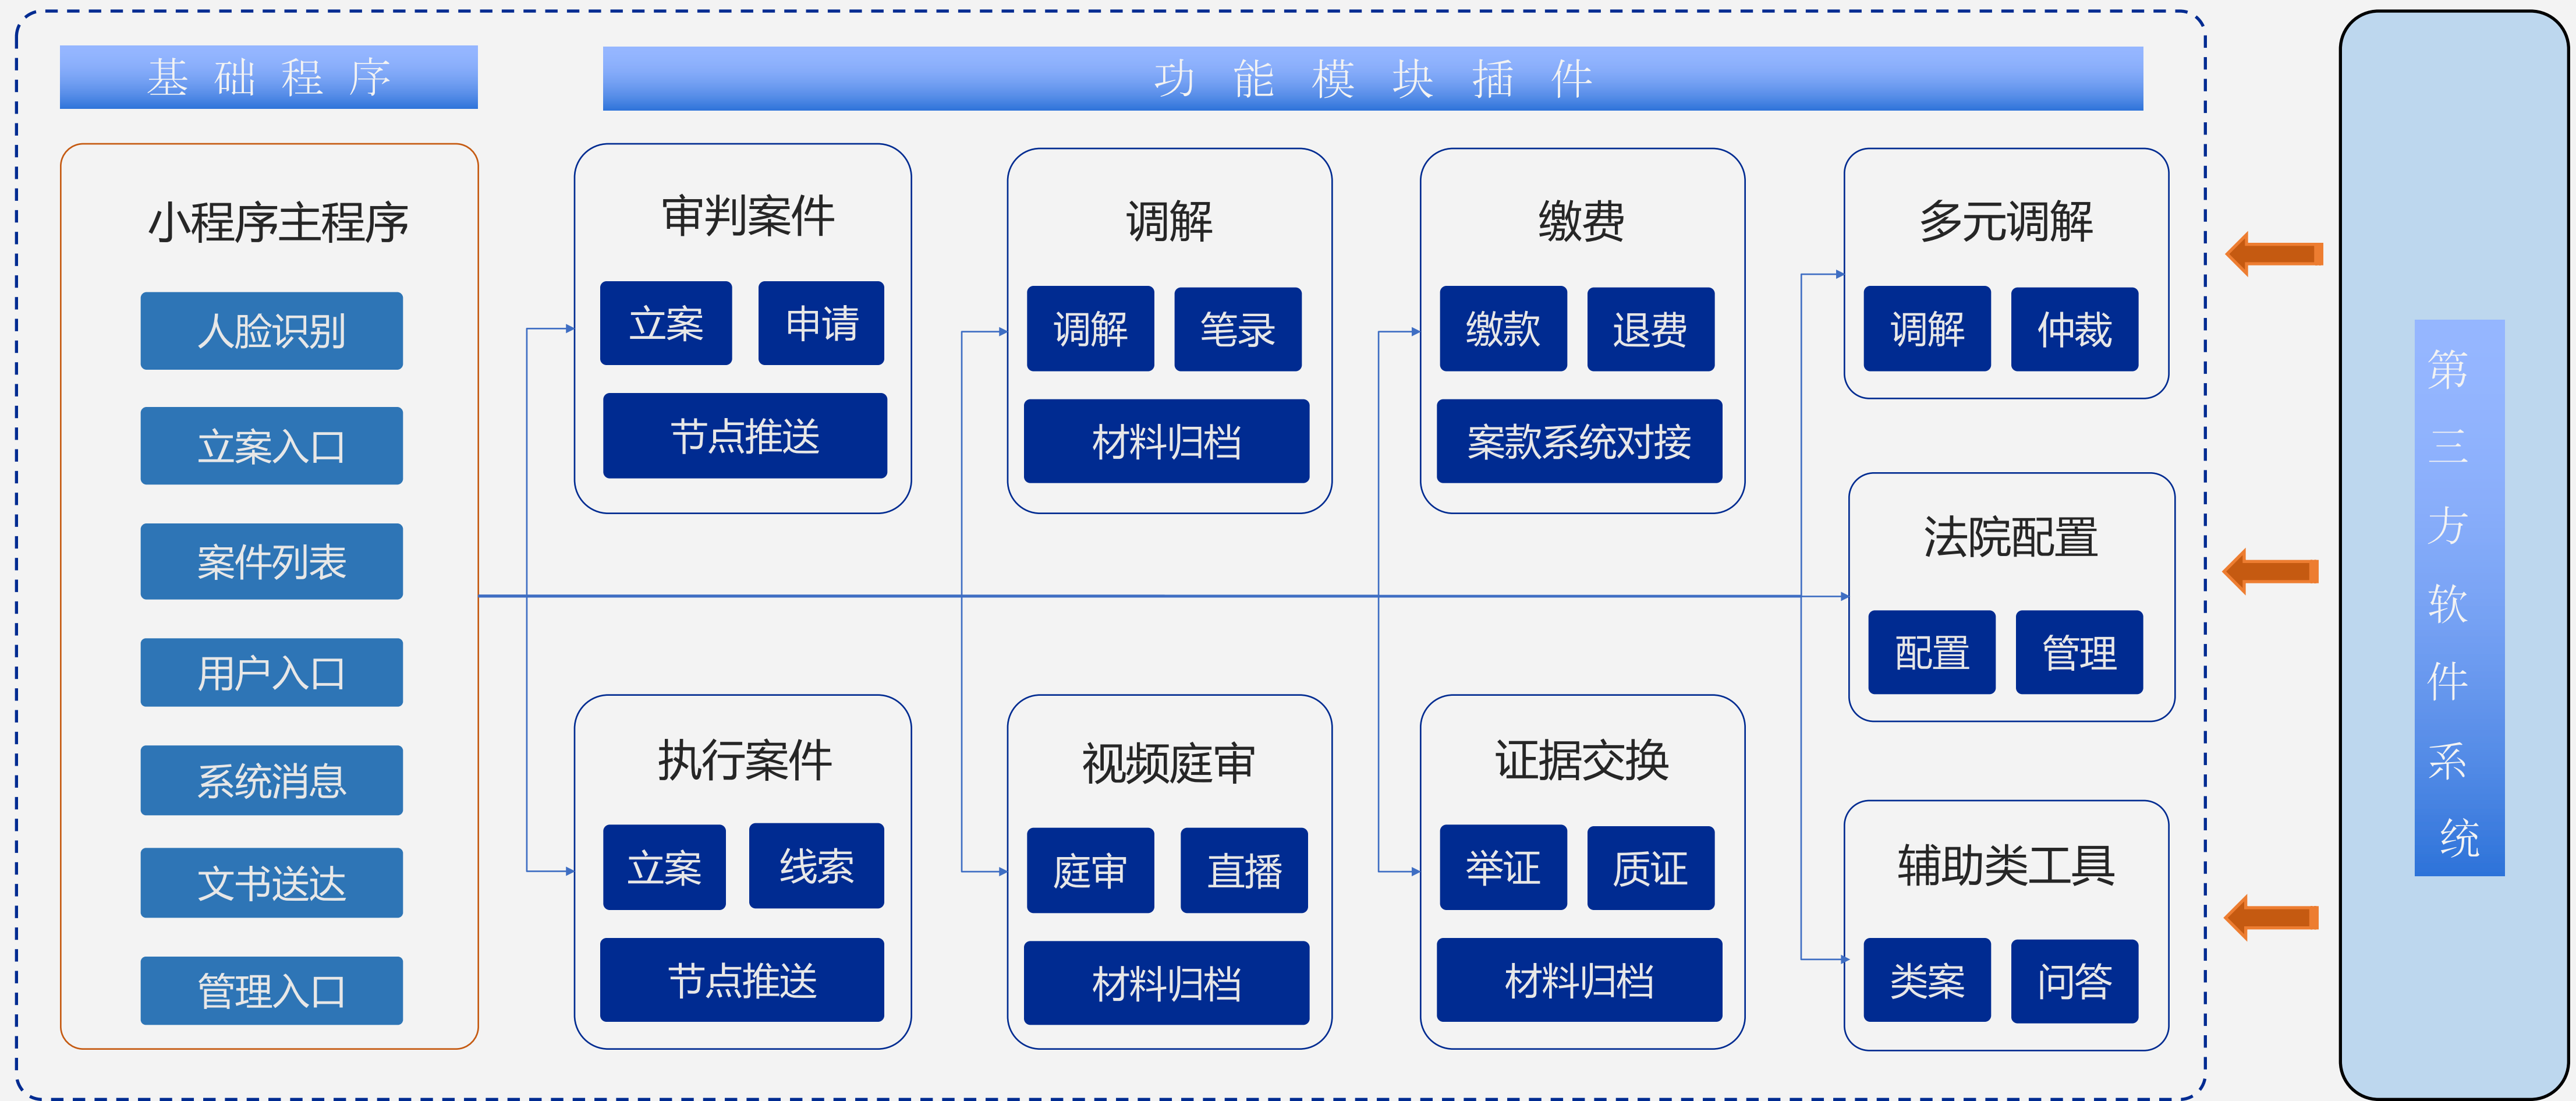 基础程序
功能模块插件
小程序主程序
人脸识别
立案入口
案件列表
用户入口
系统消息
文书送达
管理入口
审判案件
立案
申请
节点推送
调解
调解
笔录
材料归档
缴费
缴款
退费
案款系统对接
多元调解
调解
仲裁
法院配置
配置
管理
执行案件
立案
线索
节点推送
视频庭审
庭审
直播
材料归档
证据交换
举证
质证
材料归档
辅助类工具
类案
问答
第三方软件系统